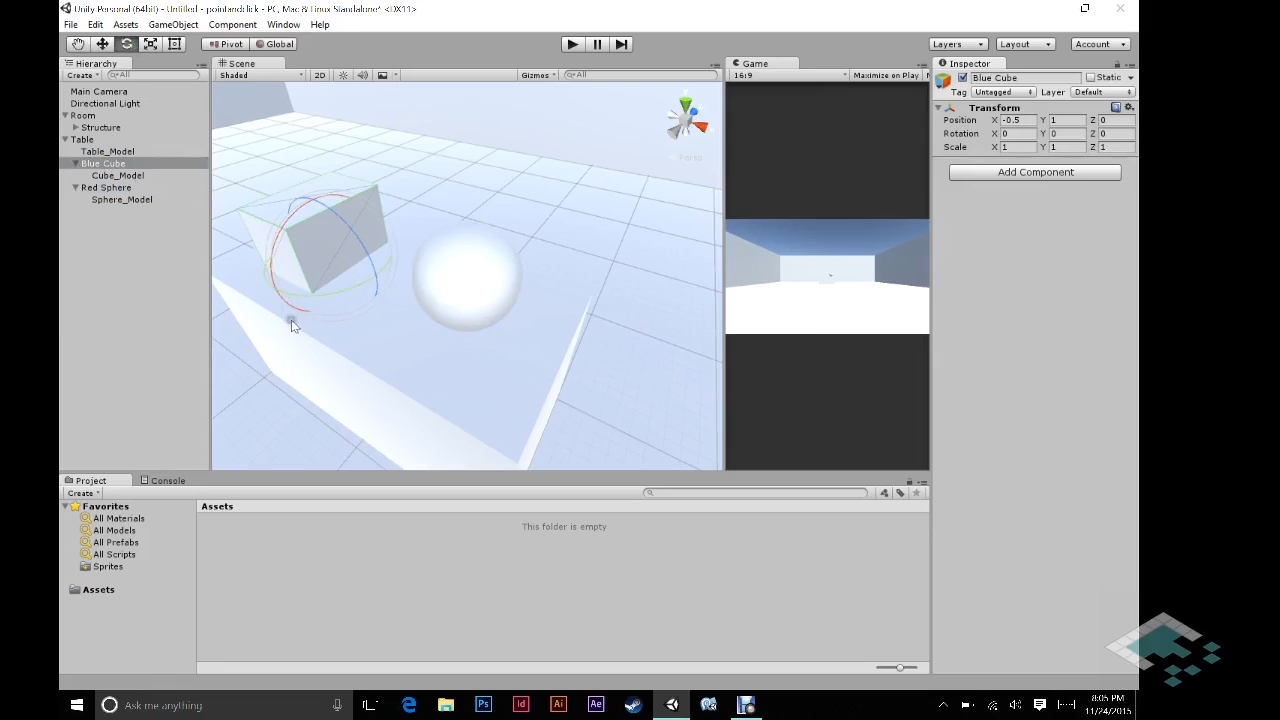 Unity Personal (64bit) - Untitled - pointandclick - PC, Mac & Linux Standalone* <DX11>
File Edit Assets GameObject Component Window Help
Pivot Global Layers Layout Account
Hierarchy Scene Game Inspector
Create All Shaded 2D Gizmos All 16:9 Maximize on Play
Blue Cube Static
Tag Untagged Layer Default
Main Camera
Directional Light
Room
Structure
Table
Table_Model
Blue Cube
Cube_Model
Red Sphere
Sphere_Model
Persp
Transform
Position X -0.5 Y 1 Z 0
Rotation X 0 Y 0 Z 0
Scale X 1 Y 1 Z 1
Add Component
Project Console
Create
Favorites
All Materials
All Models
All Prefabs
All Scripts
Sprites
Assets
Assets
This folder is empty
Ask me anything
8:05 PM
11/24/2015